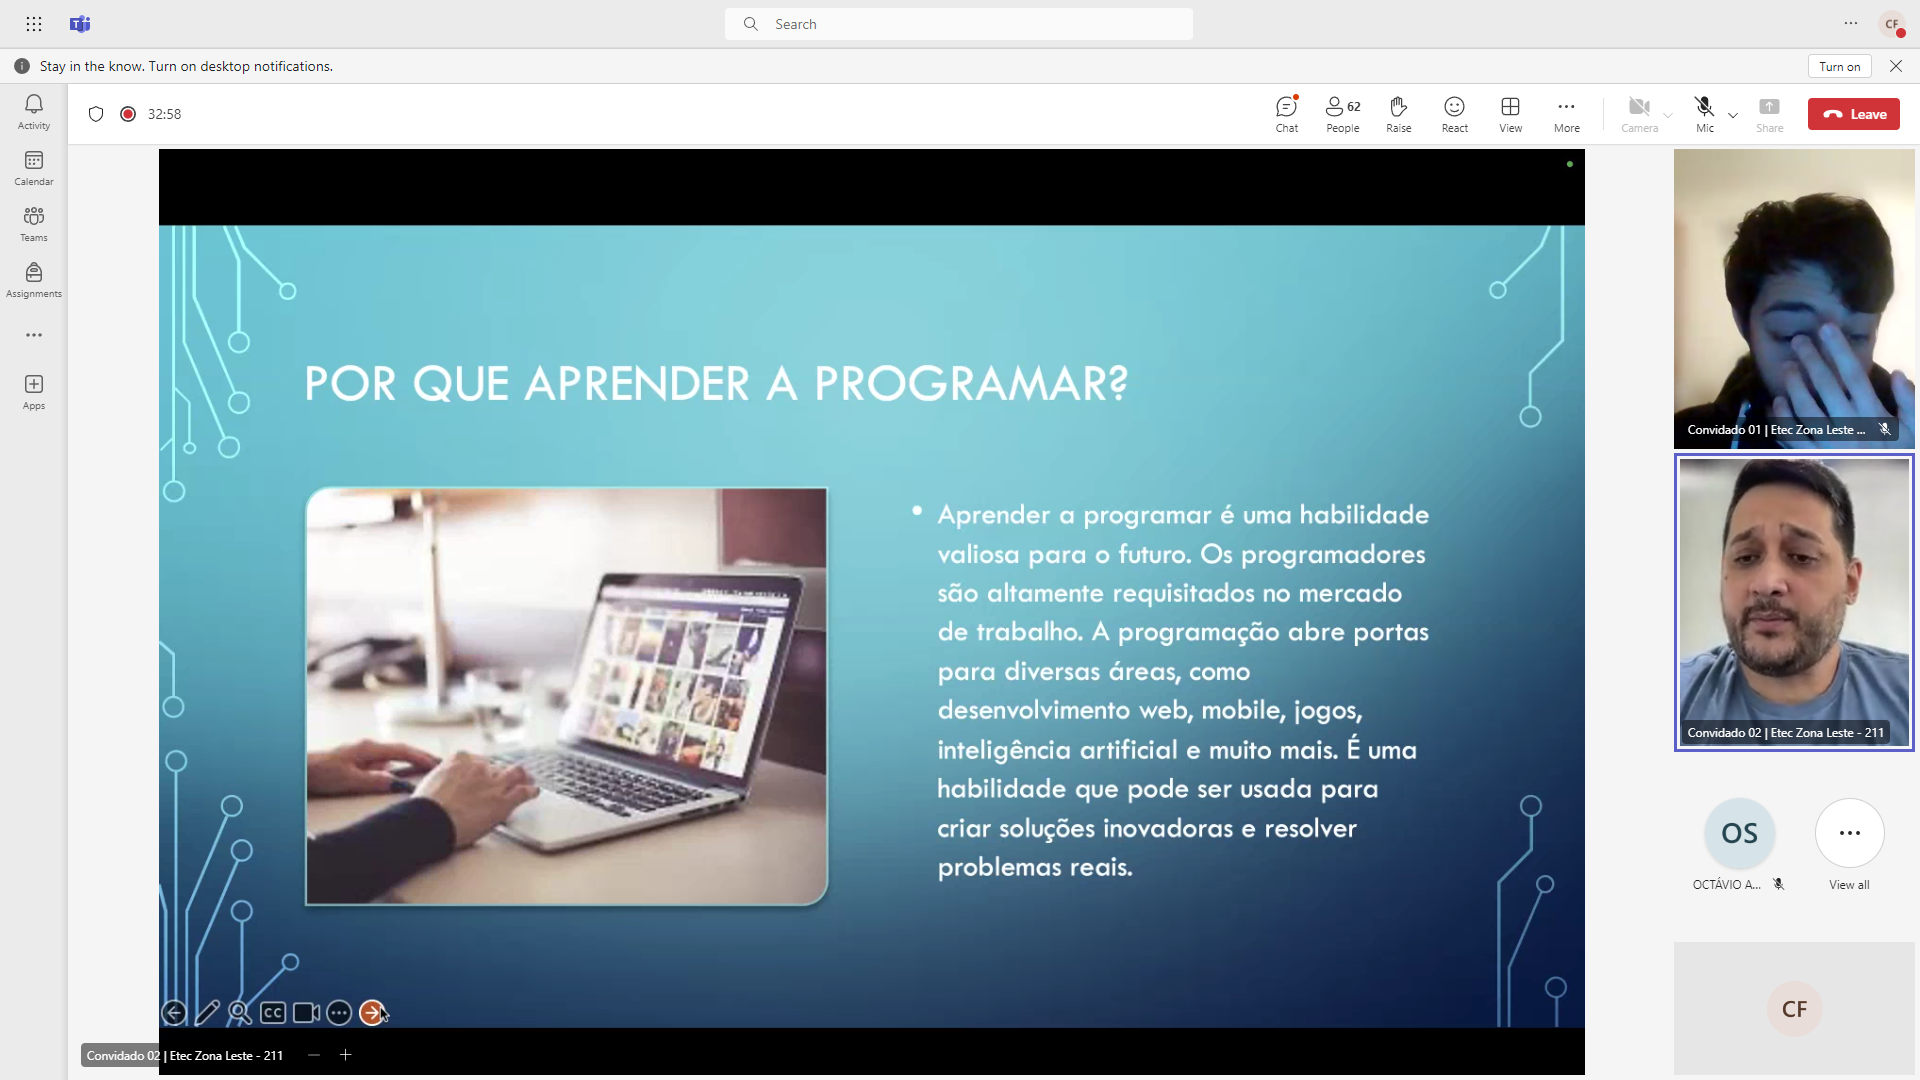 Search
CF
Stay in the know. Turn on desktop notifications.
Turn on
Activity
Calendar
Teams
Assignments
Apps
32:58
Chat
62
People
Raise
React
View
More
Camera
Mic
Share
Leave
POR QUE APRENDER A PROGRAMAR?
• Aprender a programar é uma habilidade
valiosa para o futuro. Os programadores
são altamente requisitados no mercado
de trabalho. A programação abre portas
para diversas áreas, como
desenvolvimento web, mobile, jogos,
inteligência artificial e muito mais. É uma
habilidade que pode ser usada para
criar soluções inovadoras e resolver
problemas reais.
CC
Convidado 02 | Etec Zona Leste - 211
Convidado 01 | Etec Zona Leste ...
Convidado 02 | Etec Zona Leste - 211
OS
OCTÁVIO A...
View all
CF